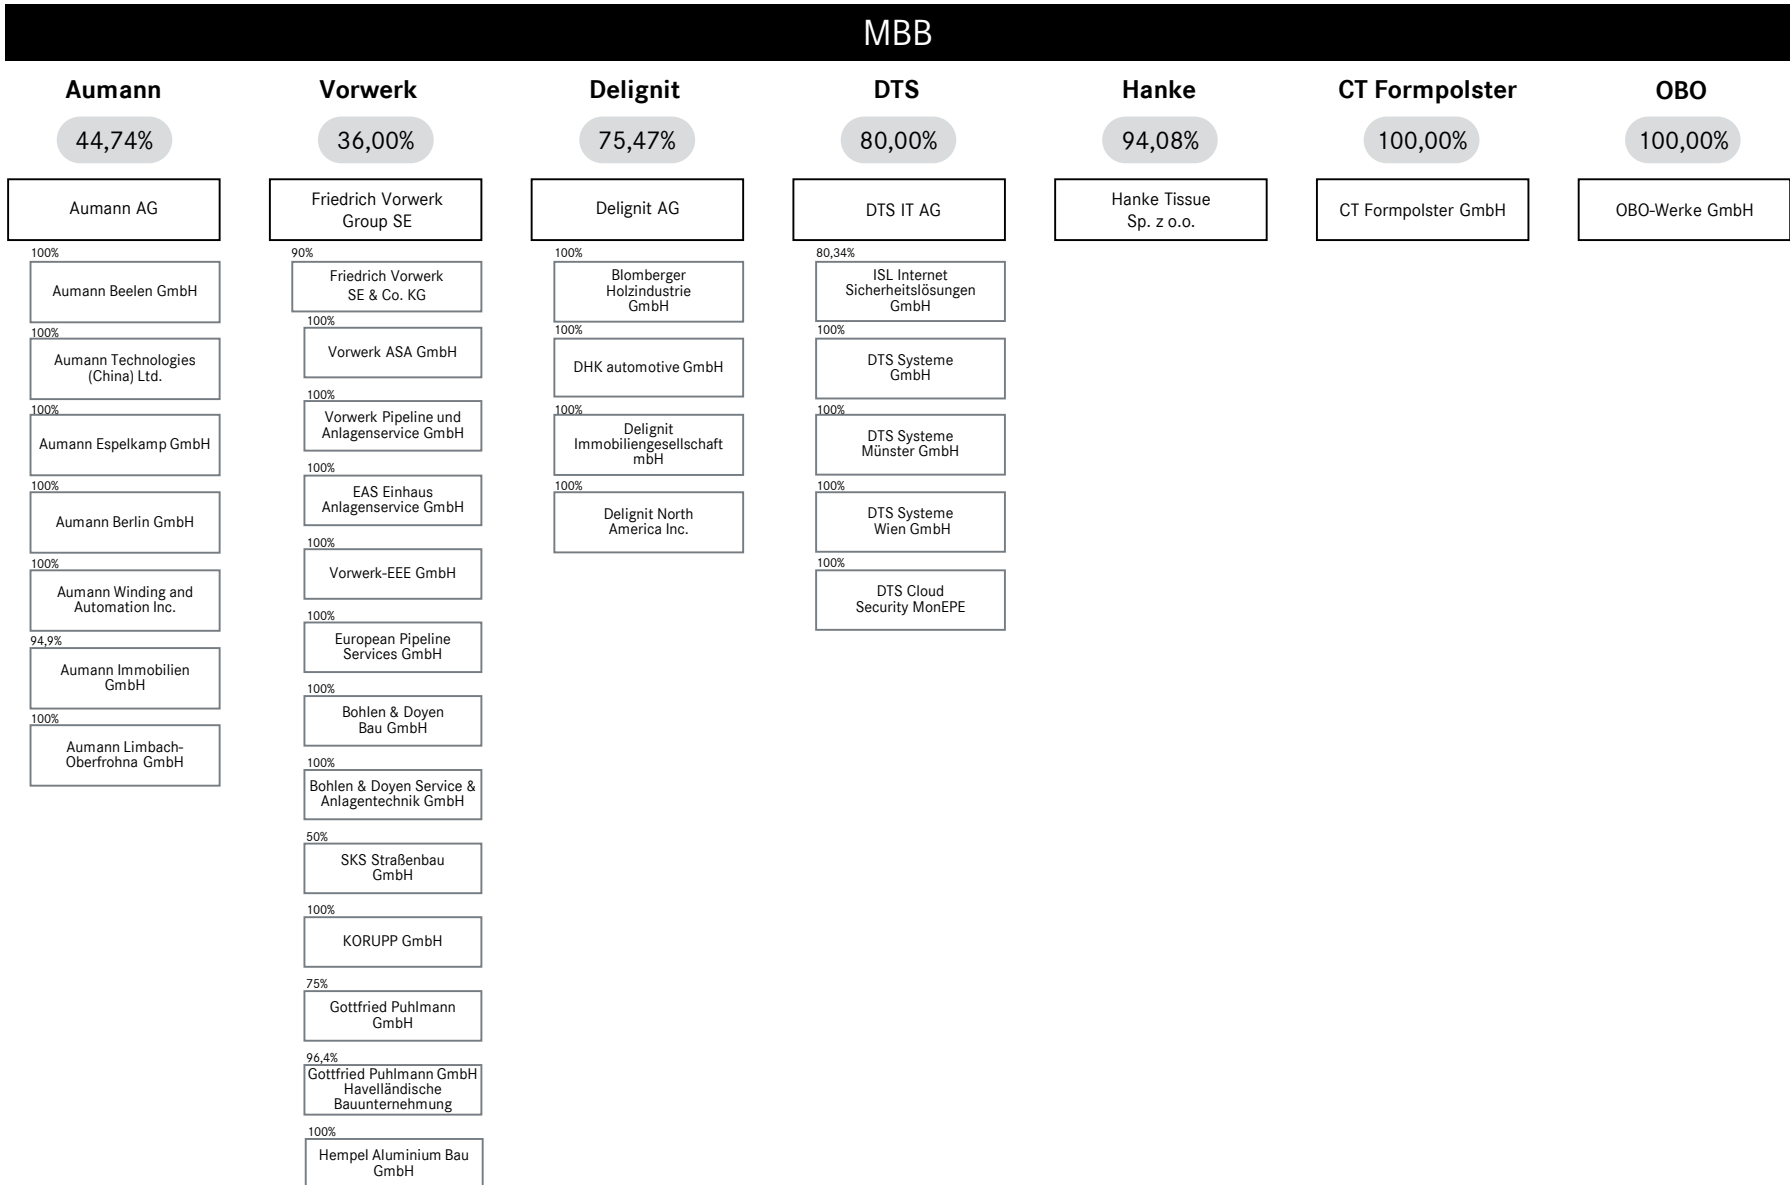 MBB
Aumann
44,74%
Aumann AG
100%
Aumann Beelen GmbH
100%
Aumann Technologies
(China) Ltd.
100%
Aumann Espelkamp GmbH
100%
Aumann Berlin GmbH
100%
Aumann Winding and
Automation Inc.
94,9%
Aumann Immobilien
GmbH
100%
Aumann Limbach-
Oberfrohna GmbH
Vorwerk
36,00%
Friedrich Vorwerk
Group SE
90%
Friedrich Vorwerk
SE & Co. KG
100%
Vorwerk ASA GmbH
100%
Vorwerk Pipeline und
Anlagenservice GmbH
100%
EAS Einhaus
Anlagenservice GmbH
100%
Vorwerk-EEE GmbH
100%
European Pipeline
Services GmbH
100%
Bohlen & Doyen
Bau GmbH
100%
Bohlen & Doyen Service &
Anlagentechnik GmbH
50%
SKS Straßenbau
GmbH
100%
KORUPP GmbH
75%
Gottfried Puhlmann
GmbH
96,4%
Gottfried Puhlmann GmbH
Havelländische
Bauunternehmung
100%
Hempel Aluminium Bau
GmbH
Delignit
75,47%
Delignit AG
100%
Blomberger
Holzindustrie
GmbH
100%
DHK automotive GmbH
100%
Delignit
Immobiliengesellschaft
mbH
100%
Delignit North
America Inc.
DTS
80,00%
DTS IT AG
80,34%
ISL Internet
Sicherheitslösungen
GmbH
100%
DTS Systeme
GmbH
100%
DTS Systeme
Münster GmbH
100%
DTS Systeme
Wien GmbH
100%
DTS Cloud
Security MonEPE
Hanke
94,08%
Hanke Tissue
Sp. z o.o.
CT Formpolster
100,00%
CT Formpolster GmbH
OBO
100,00%
OBO-Werke GmbH